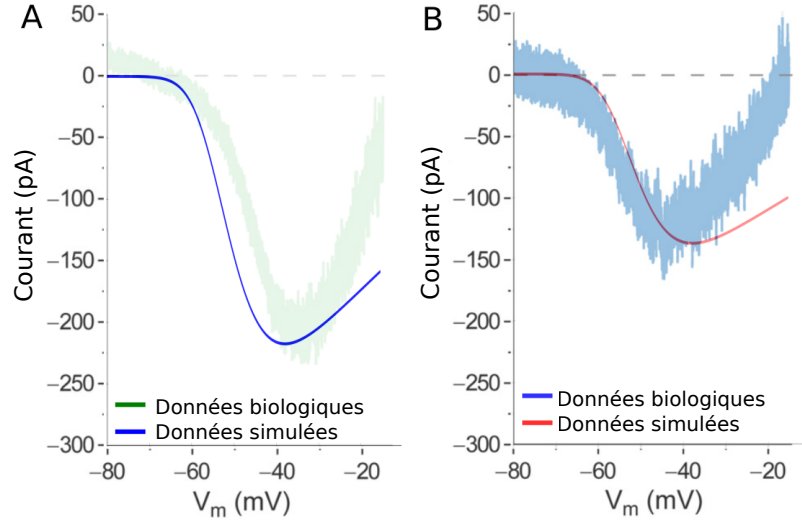 A
50
0
−50
−100
−150
−200
−250
−300
Courant (pA)
Données biologiques
Données simulées
−80
−60
−40
−20
Vm (mV)
B
50
0
−50
−100
−150
−200
−250
−300
Courant (pA)
Données biologiques
Données simulées
−80
−60
−40
−20
Vm (mV)